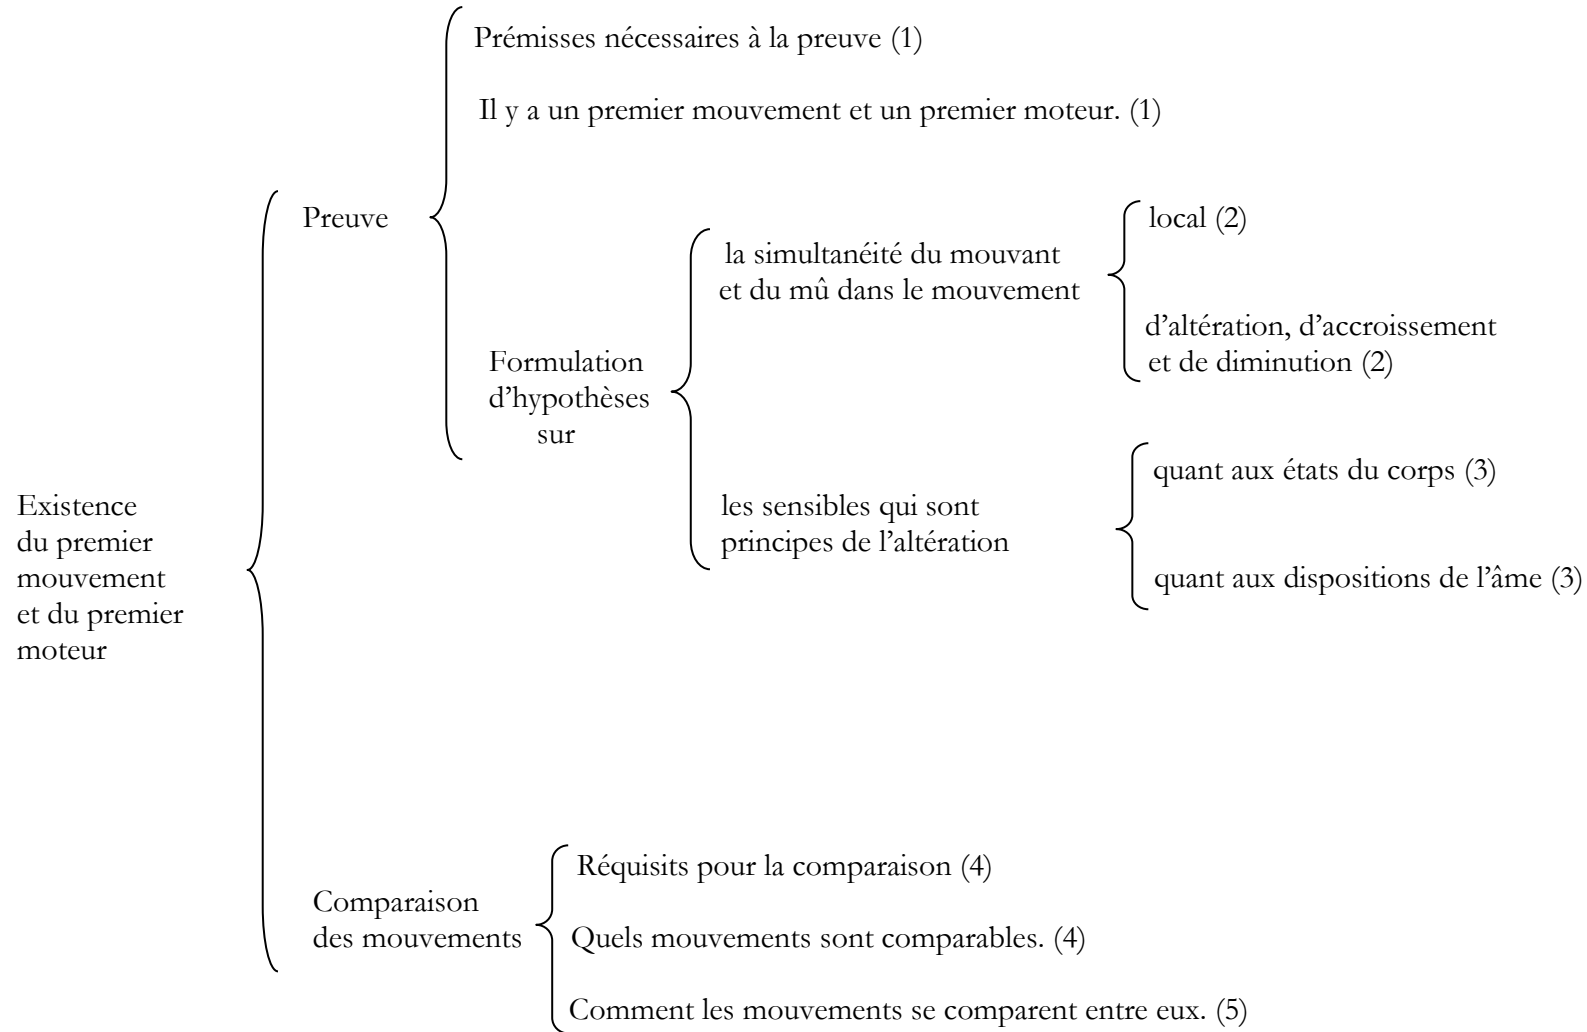 Prémisses nécessaires à la preuve (1)
Il y a un premier mouvement et un premier moteur. (1)
Preuve
local (2)
la simultanéité du mouvant
et du mû dans le mouvement
d’altération, d’accroissement
et de diminution (2)
Formulation
d’hypothèses
sur
quant aux états du corps (3)
les sensibles qui sont
principes de l’altération
quant aux dispositions de l’âme (3)
Existence
du premier
mouvement
et du premier
moteur
Réquisits pour la comparaison (4)
Comparaison
des mouvements
Quels mouvements sont comparables. (4)
Comment les mouvements se comparent entre eux. (5)